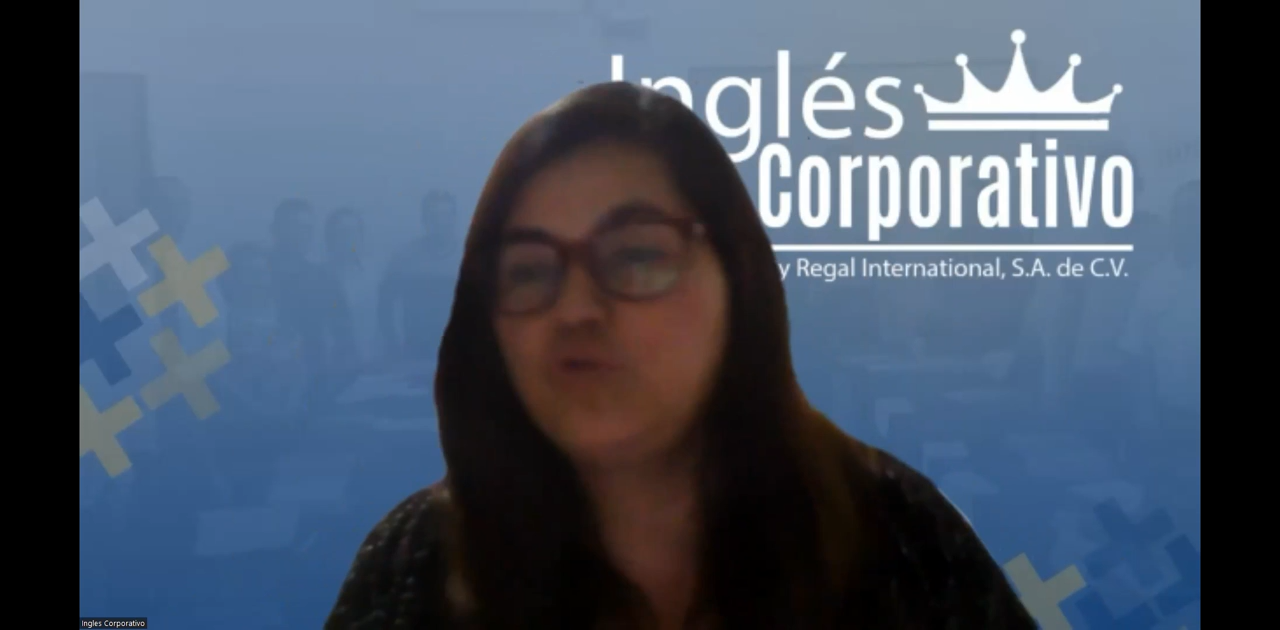 Inglés
Corporativo
y Regal International, S.A. de C.V.
Ingles Corporativo